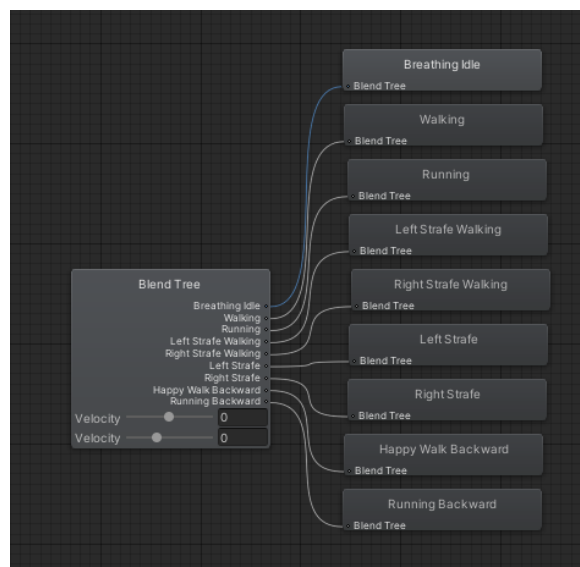 Breathing Idle
Blend Tree
Walking
Blend Tree
Running
Blend Tree
Left Strafe Walking
Blend Tree
Right Strafe Walking
Blend Tree
Left Strafe
Blend Tree
Right Strafe
Blend Tree
Happy Walk Backward
Blend Tree
Running Backward
Blend Tree
Blend Tree
Breathing Idle
Walking
Running
Left Strafe Walking
Right Strafe Walking
Left Strafe
Right Strafe
Happy Walk Backward
Running Backward
Velocity 0
Velocity 0